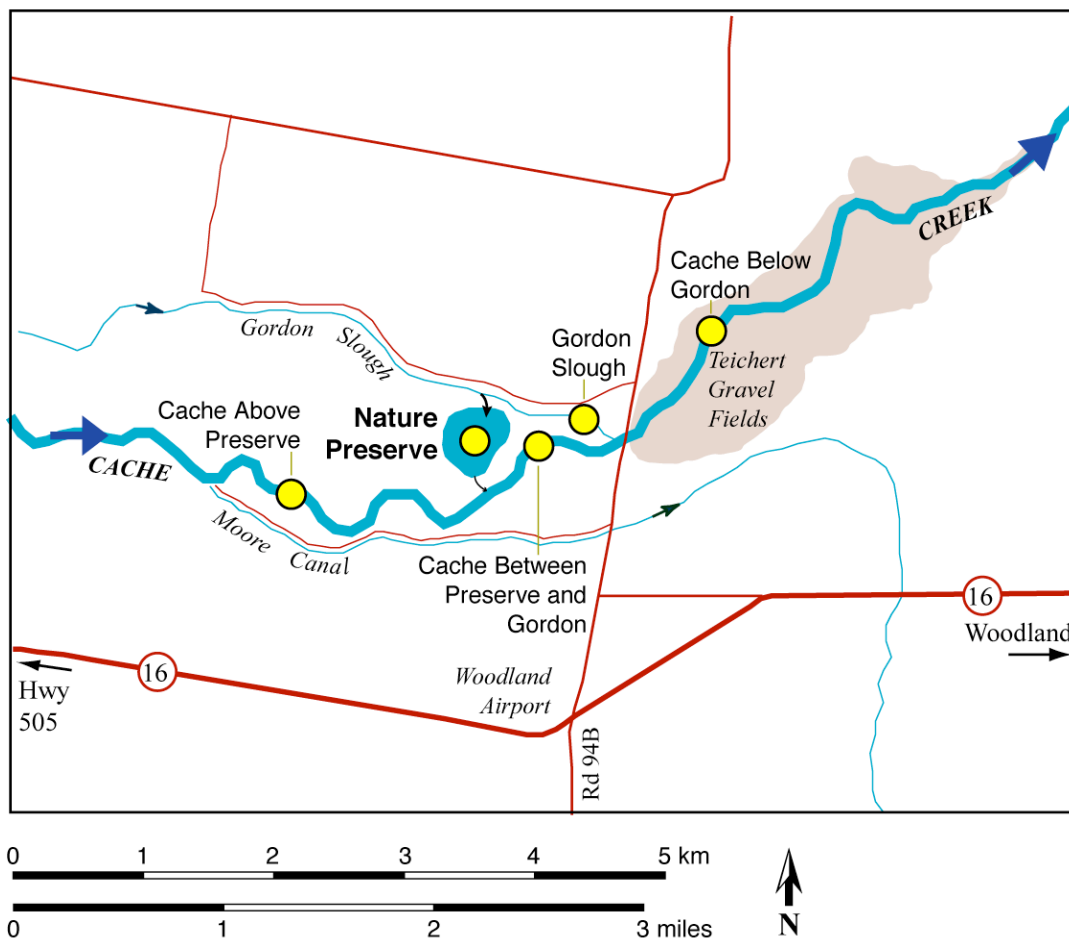 Cache Below
Gordon
CREEK
Gordon
Slough
Gordon
Slough
Teichert
Gravel
Fields
Cache Above
Preserve
Nature
Preserve
CACHE
Moore
Canal
Cache Between
Preserve and
Gordon
16
Woodland
16
Hwy
505
Woodland
Airport
Rd 94B
0 1 2 3 4 5 km
0 1 2 3 miles
N